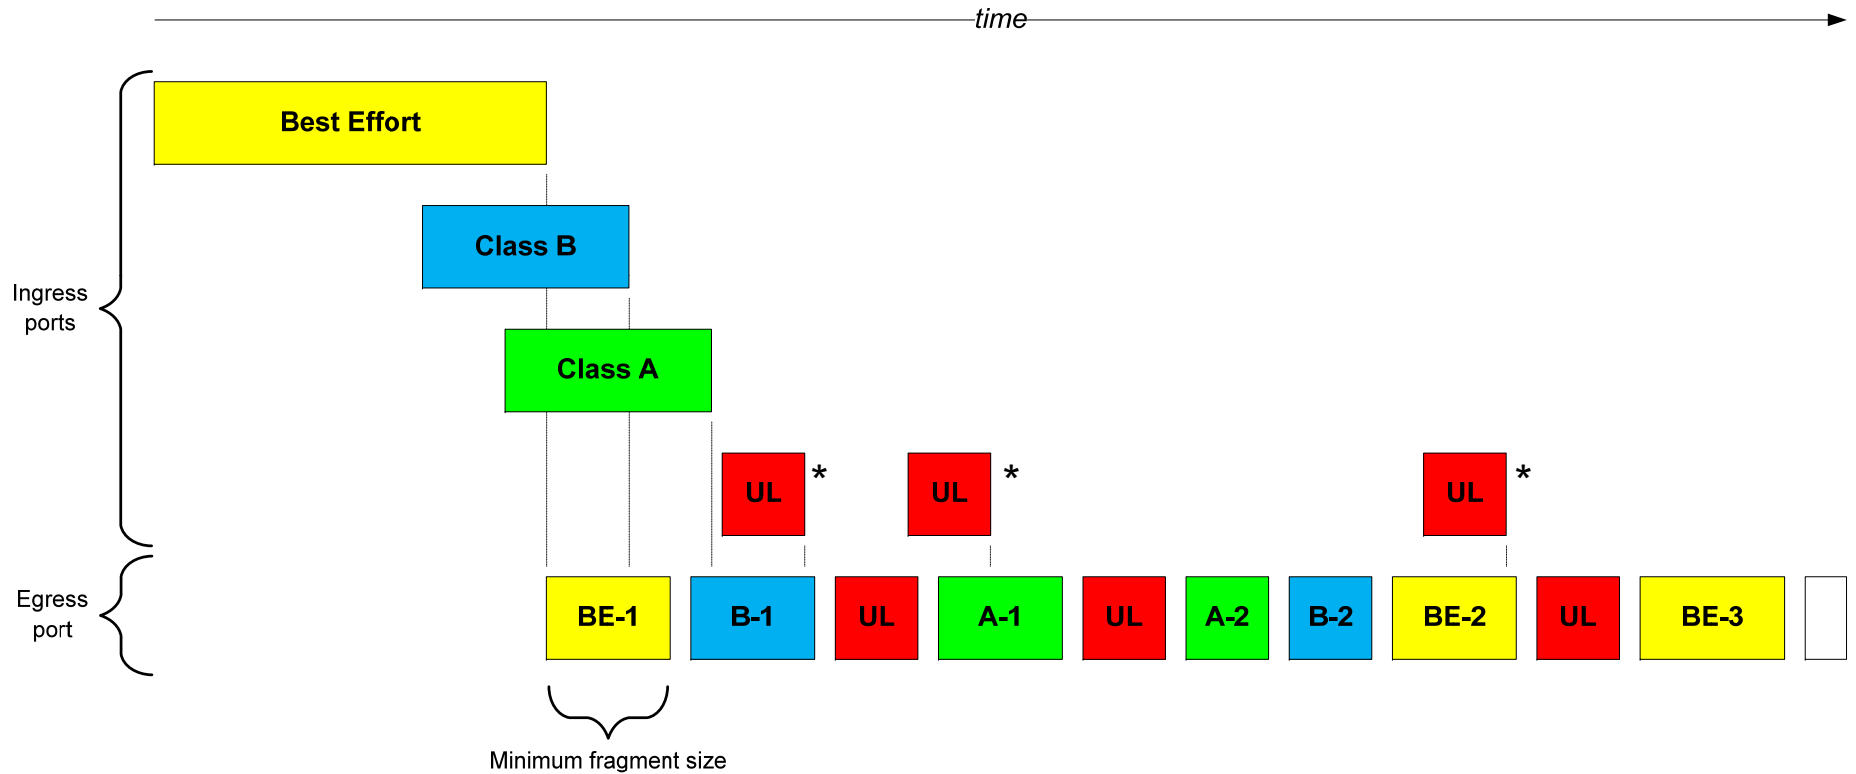 time
Best Effort
Class B
Ingress
ports
Class A
UL * UL * UL *
Egress
port
BE-1 B-1 UL A-1 UL A-2 B-2 BE-2 UL BE-3
Minimum fragment size